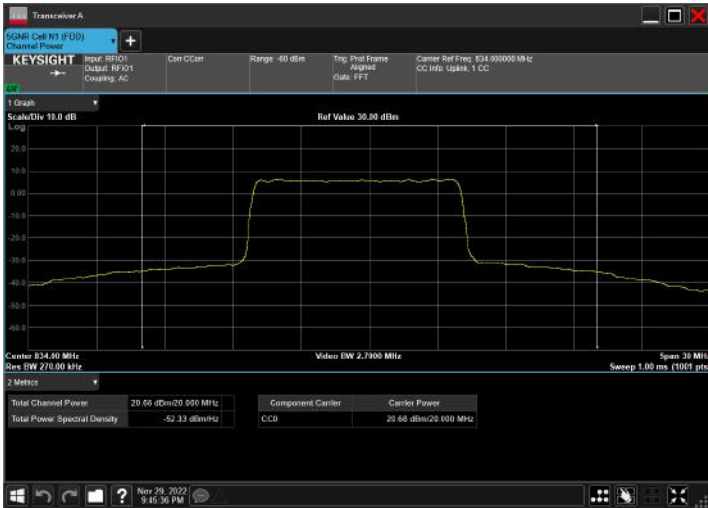 Transceiver A
5GNR Cell N1 (FDD)
Channel Power
KEYSIGHT
Input: RFIO1
Output: RFIO1
Coupling: AC
Corr CCorr
Range: -60 dBm
Trig: Prot Frame
Aligned
Gate: FFT
Carrier Ref Freq: 834.000000 MHz
CC Info: Uplink, 1 CC
1 Graph
Scale/Div 10.0 dB
Ref Value 30.00 dBm
Log
20.0
10.0
0.00
-10.0
-20.0
-30.0
-40.0
-50.0
-60.0
Center 834.00 MHz
Video BW 2.7000 MHz
Span 30 MHz
Res BW 270.00 kHz
Sweep 1.00 ms (1001 pts
2 Metrics
Total Channel Power 20.68 dBm/20.000 MHz
Total Power Spectral Density -52.33 dBm/Hz
Component Carrier Carrier Power
CC0 20.68 dBm/20.000 MHz
?
Nov 29, 2022
9:45:36 PM